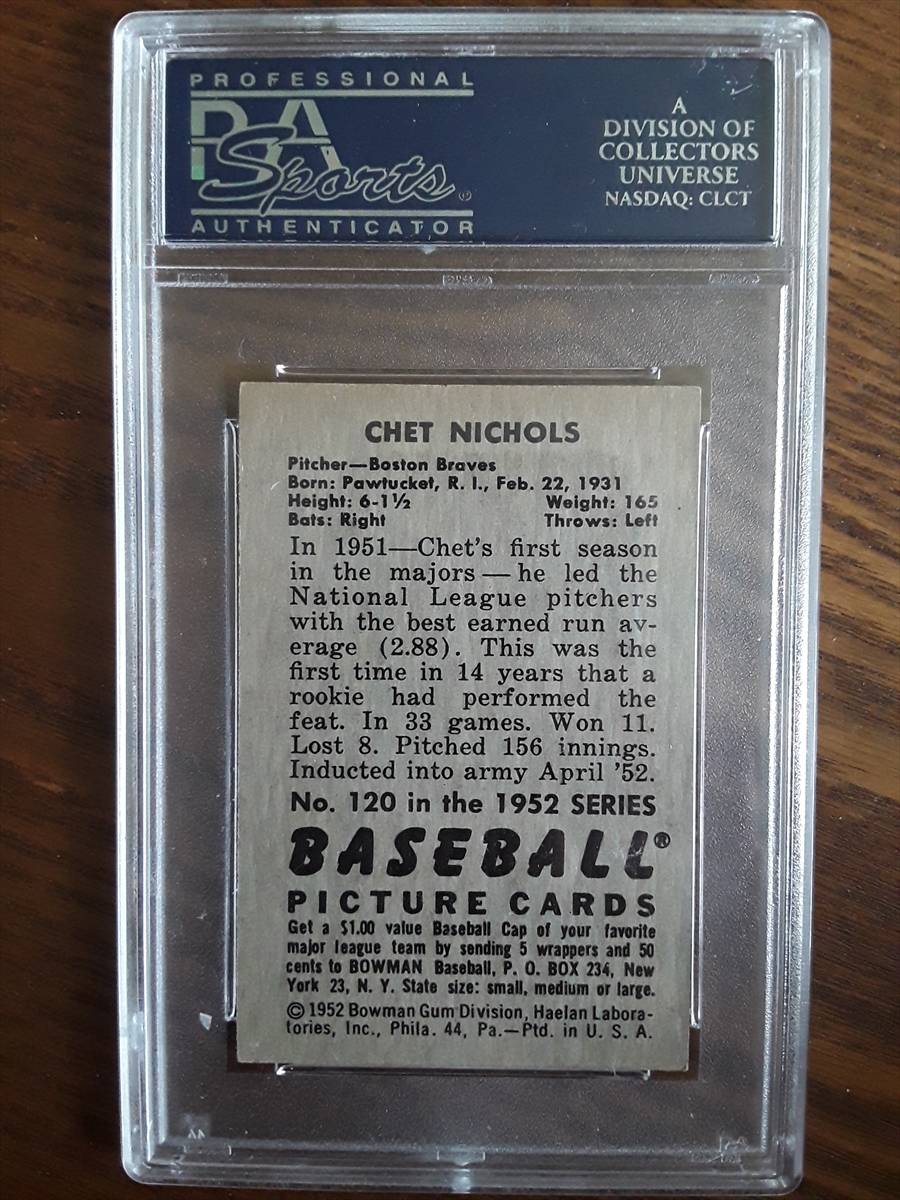 PROFESSIONAL
PSA
Sports®
AUTHENTICATOR
A
DIVISION OF
COLLECTORS
UNIVERSE
NASDAQ: CLCT
CHET NICHOLS
Pitcher—Boston Braves
Born: Pawtucket, R. I., Feb. 22, 1931
Height: 6-1½ Weight: 165
Bats: Right Throws: Left
In 1951—Chet's first season
in the majors — he led the
National League pitchers
with the best earned run av-
erage (2.88). This was the
first time in 14 years that a
rookie had performed the
feat. In 33 games. Won 11.
Lost 8. Pitched 156 innings.
Inducted into army April '52.
No. 120 in the 1952 SERIES
BASEBALL®
PICTURE CARDS
Get a $1.00 value Baseball Cap of your favorite
major league team by sending 5 wrappers and 50
cents to BOWMAN Baseball, P. O. BOX 234, New
York 23, N. Y. State size: small, medium or large.
© 1952 Bowman Gum Division, Haelan Labora-
tories, Inc., Phila. 44, Pa.—Ptd. in U. S. A.